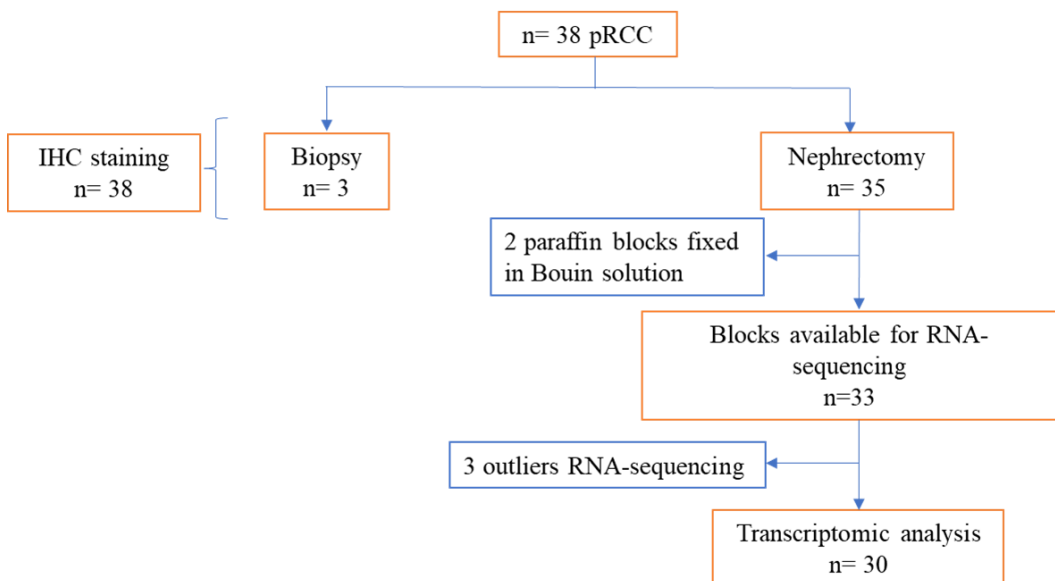 n= 38 pRCC
IHC staining
n= 38
Biopsy
n= 3
Nephrectomy
n= 35
2 paraffin blocks fixed
in Bouin solution
Blocks available for RNA-
sequencing
n=33
3 outliers RNA-sequencing
Transcriptomic analysis
n= 30